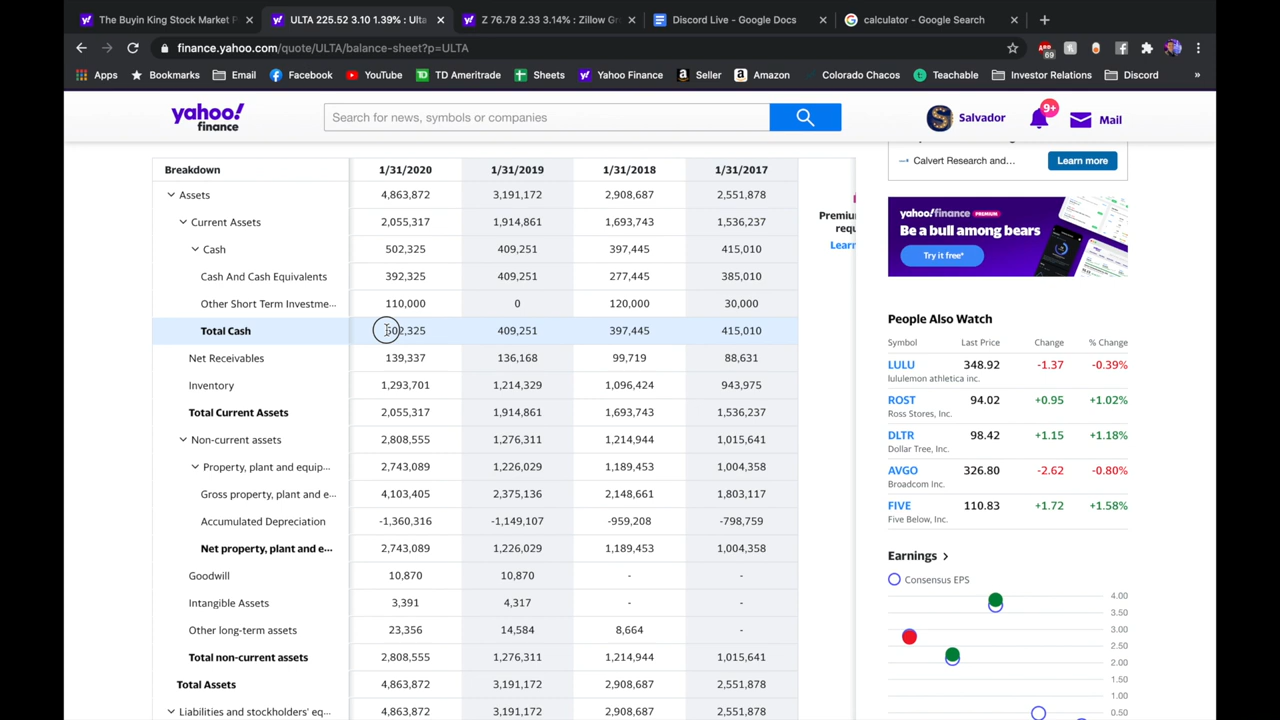 The Buyin King Stock Market P
ULTA 225.52 3.10 1.39% : Ulta
Z 76.78 2.33 3.14% : Zillow Gr
Discord Live - Google Docs
calculator - Google Search
finance.yahoo.com/quote/ULTA/balance-sheet?p=ULTA
69
Apps Bookmarks Email Facebook YouTube TD Ameritrade Sheets Yahoo Finance Seller Amazon Colorado Chacos Teachable Investor Relations Discord »
yahoo! finance
Search for news, symbols or companies
Salvador
9+
Mail
Breakdown 1/31/2020 1/31/2019 1/31/2018 1/31/2017
Assets 4,863,872 3,191,172 2,908,687 2,551,878
Current Assets 2,055,317 1,914,861 1,693,743 1,536,237
Cash 502,325 409,251 397,445 415,010
Cash And Cash Equivalents 392,325 409,251 277,445 385,010
Other Short Term Investme... 110,000 0 120,000 30,000
Total Cash 502,325 409,251 397,445 415,010
Net Receivables 139,337 136,168 99,719 88,631
Inventory 1,293,701 1,214,329 1,096,424 943,975
Total Current Assets 2,055,317 1,914,861 1,693,743 1,536,237
Non-current assets 2,808,555 1,276,311 1,214,944 1,015,641
Property, plant and equip... 2,743,089 1,226,029 1,189,453 1,004,358
Gross property, plant and e... 4,103,405 2,375,136 2,148,661 1,803,117
Accumulated Depreciation -1,360,316 -1,149,107 -959,208 -798,759
Net property, plant and e... 2,743,089 1,226,029 1,189,453 1,004,358
Goodwill 10,870 10,870 - -
Intangible Assets 3,391 4,317 - -
Other long-term assets 23,356 14,584 8,664 -
Total non-current assets 2,808,555 1,276,311 1,214,944 1,015,641
Total Assets 4,863,872 3,191,172 2,908,687 2,551,878
Liabilities and stockholders' eq... 4,863,872 3,191,172 2,908,687 2,551,878
Premium
requ
Learn
Calvert Research and...
Learn more
yahoo! finance PREMIUM
Be a bull among bears
Try it free*
People Also Watch
Symbol Last Price Change % Change
LULU 348.92 -1.37 -0.39%
lululemon athletica inc.
ROST 94.02 +0.95 +1.02%
Ross Stores, Inc.
DLTR 98.42 +1.15 +1.18%
Dollar Tree, Inc.
AVGO 326.80 -2.62 -0.80%
Broadcom Inc.
FIVE 110.83 +1.72 +1.58%
Five Below, Inc.
Earnings
Consensus EPS
4.00
3.50
3.00
2.50
2.00
1.50
1.00
0.50